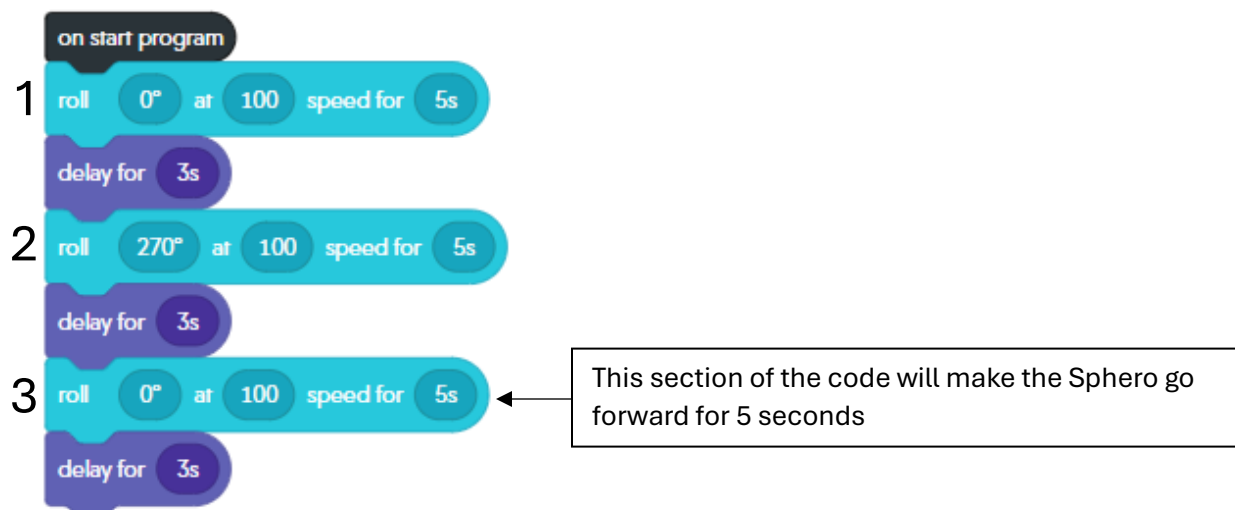 on start program
1 roll 0° at 100 speed for 5s
delay for 3s
2 roll 270° at 100 speed for 5s
delay for 3s
3 roll 0° at 100 speed for 5s
This section of the code will make the Sphero go
forward for 5 seconds
delay for 3s